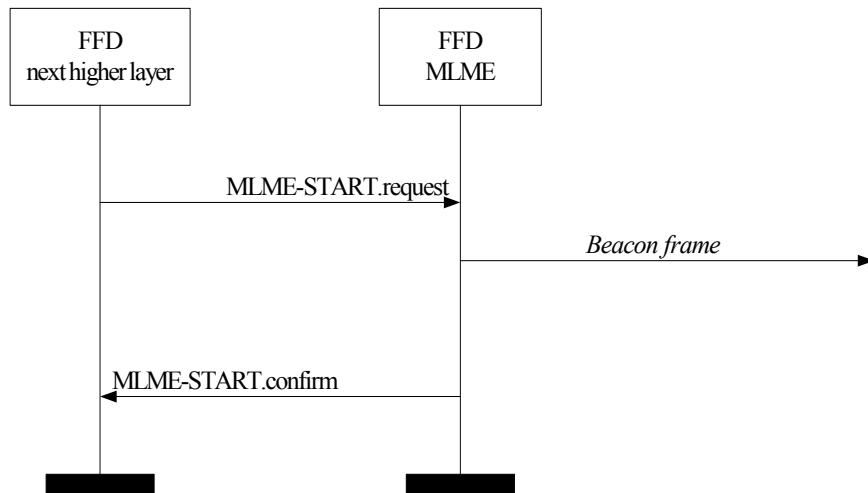 FFD
next higher layer
FFD
MLME
MLME-START.request
Beacon frame
MLME-START.confirm